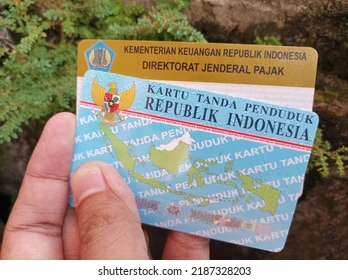 KEMENTERIAN KEUANGAN REPUBLIK INDONESIA
DIREKTORAT JENDERAL PAJAK
KARTU TANDA PENDUDUK
REPUBLIK INDONESIA
shutterstock.com · 2187328203